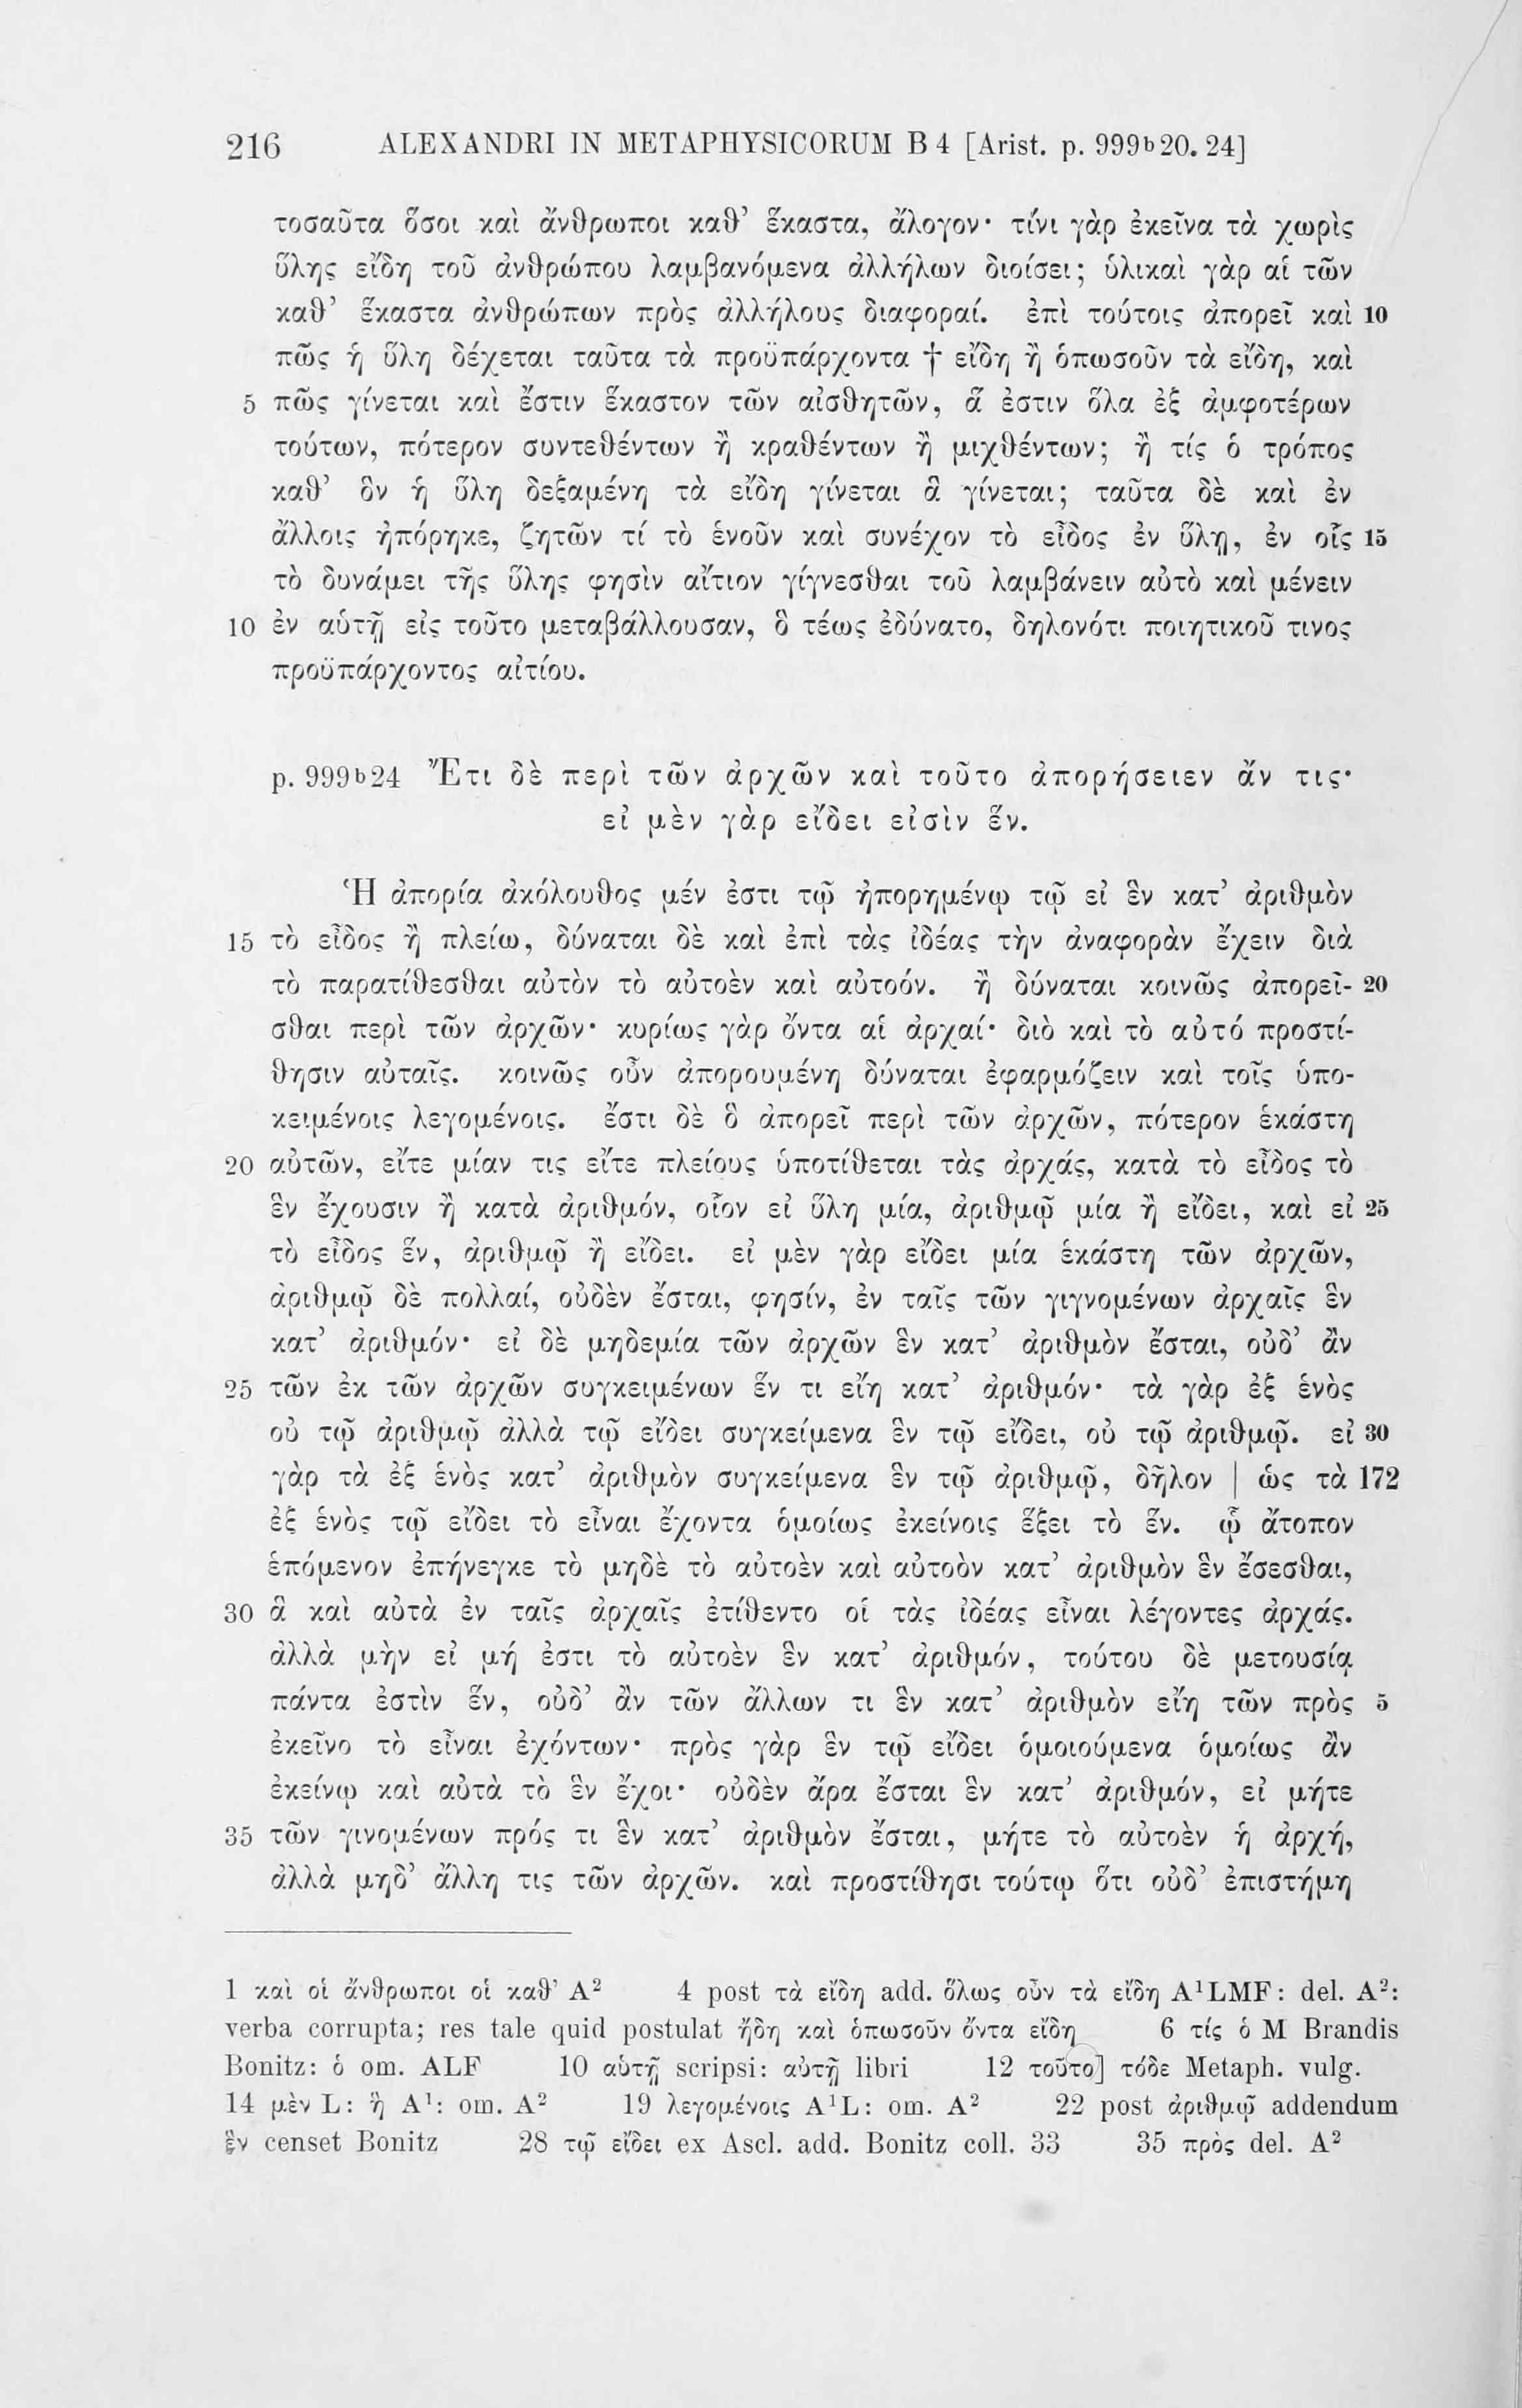 216 ALEXANDRI IN METAPHYSICORUM B 4 [Arist. p. 999ᵇ20. 24]
τοσαῦτα ὅσοι καὶ ἄνθρωποι καθ’ ἕκαστα, ἄλογον· τίνι γὰρ ἐκεῖνα τὰ χωρὶς
ὕλης εἴδη τοῦ ἀνθρώπου λαμβανόμενα ἀλλήλων διοίσει; ὑλικαὶ γὰρ αἱ τῶν
καθ’ ἕκαστα ἀνθρώπων πρὸς ἀλλήλους διαφοραί. ἐπὶ τούτοις ἀπορεῖ καὶ 10
πῶς ἡ ὕλη δέχεται ταῦτα τὰ προϋπάρχοντα † εἴδη ἢ ὁπωσοῦν τὰ εἴδη, καὶ
5 πῶς γίνεται καὶ ἔστιν ἕκαστον τῶν αἰσθητῶν, ἅ ἐστιν ὅλα ἐξ ἀμφοτέρων
τούτων, πότερον συντεθέντων ἢ κραθέντων ἢ μιχθέντων; ἢ τίς ὁ τρόπος
καθ’ ὃν ἡ ὕλη δεξαμένη τὰ εἴδη γίνεται ἃ γίνεται; ταῦτα δὲ καὶ ἐν
ἄλλοις ἠπόρηκε, ζητῶν τί τὸ ἑνοῦν καὶ συνέχον τὸ εἶδος ἐν ὕλῃ, ἐν οἷς 15
τὸ δυνάμει τῆς ὕλης φησὶν αἴτιον γίγνεσθαι τοῦ λαμβάνειν αὐτὸ καὶ μένειν
10 ἐν αὑτῇ εἰς τοῦτο μεταβάλλουσαν, ὃ τέως ἐδύνατο, δηλονότι ποιητικοῦ τινος
προϋπάρχοντος αἰτίου.
p. 999ᵇ24 Ἔτι δὲ περὶ τῶν ἀρχῶν καὶ τοῦτο ἀπορήσειεν ἄν τις·
εἰ μὲν γὰρ εἴδει εἰσὶν ἕν.
Ἡ ἀπορία ἀκόλουθος μέν ἐστι τῷ ἠπορημένῳ τῷ εἰ ἓν κατ’ ἀριθμὸν
15 τὸ εἶδος ἢ πλείω, δύναται δὲ καὶ ἐπὶ τὰς ἰδέας τὴν ἀναφορὰν ἔχειν διὰ
τὸ παρατίθεσθαι αὐτὸν τὸ αὐτοὲν καὶ αὐτοόν. ἢ δύναται κοινῶς ἀπορεῖ- 20
σθαι περὶ τῶν ἀρχῶν· κυρίως γὰρ ὄντα αἱ ἀρχαί· διὸ καὶ τὸ αὐτό προστί-
θησιν αὐταῖς. κοινῶς οὖν ἀπορουμένη δύναται ἐφαρμόζειν καὶ τοῖς ὑπο-
κειμένοις λεγομένοις. ἔστι δὲ ὃ ἀπορεῖ περὶ τῶν ἀρχῶν, πότερον ἑκάστη
20 αὐτῶν, εἴτε μίαν τις εἴτε πλείους ὑποτίθεται τὰς ἀρχάς, κατὰ τὸ εἶδος τὸ
ἓν ἔχουσιν ἢ κατὰ ἀριθμόν, οἷον εἰ ὕλη μία, ἀριθμῷ μία ἢ εἴδει, καὶ εἰ 25
τὸ εἶδος ἕν, ἀριθμῷ ἢ εἴδει. εἰ μὲν γὰρ εἴδει μία ἑκάστη τῶν ἀρχῶν,
ἀριθμῷ δὲ πολλαί, οὐδὲν ἔσται, φησίν, ἐν ταῖς τῶν γιγνομένων ἀρχαῖς ἓν
κατ’ ἀριθμόν· εἰ δὲ μηδεμία τῶν ἀρχῶν ἓν κατ’ ἀριθμὸν ἔσται, οὐδ’ ἂν
25 τῶν ἐκ τῶν ἀρχῶν συγκειμένων ἕν τι εἴη κατ’ ἀριθμόν· τὰ γὰρ ἐξ ἑνὸς
οὐ τῷ ἀριθμῷ ἀλλὰ τῷ εἴδει συγκείμενα ἓν τῷ εἴδει, οὐ τῷ ἀριθμῷ. εἰ 30
γὰρ τὰ ἐξ ἑνὸς κατ’ ἀριθμὸν συγκείμενα ἓν τῷ ἀριθμῷ, δῆλον | ὡς τὰ 172
ἐξ ἑνὸς τῷ εἴδει τὸ εἶναι ἔχοντα ὁμοίως ἐκείνοις ἕξει τὸ ἕν. ᾧ ἄτοπον
ἑπόμενον ἐπήνεγκε τὸ μηδὲ τὸ αὐτοὲν καὶ αὐτοὸν κατ’ ἀριθμὸν ἓν ἔσεσθαι,
30 ἃ καὶ αὐτὰ ἐν ταῖς ἀρχαῖς ἐτίθεντο οἱ τὰς ἰδέας εἶναι λέγοντες ἀρχάς.
ἀλλὰ μὴν εἰ μή ἐστι τὸ αὐτοὲν ἓν κατ’ ἀριθμόν, τούτου δὲ μετουσίᾳ
πάντα ἐστὶν ἕν, οὐδ’ ἂν τῶν ἄλλων τι ἓν κατ’ ἀριθμὸν εἴη τῶν πρὸς 5
ἐκεῖνο τὸ εἶναι ἐχόντων· πρὸς γὰρ ἓν τῷ εἴδει ὁμοιούμενα ὁμοίως ἂν
ἐκείνῳ καὶ αὐτὰ τὸ ἓν ἔχοι· οὐδὲν ἄρα ἔσται ἓν κατ’ ἀριθμόν, εἰ μήτε
35 τῶν γινομένων πρός τι ἓν κατ’ ἀριθμὸν ἔσται, μήτε τὸ αὐτοὲν ἡ ἀρχή,
ἀλλὰ μηδ’ ἄλλη τις τῶν ἀρχῶν. καὶ προστίθησι τούτῳ ὅτι οὐδ’ ἐπιστήμη
1 καὶ οἱ ἄνθρωποι οἱ καθ’ A² 4 post τὰ εἴδη add. ὅλως οὖν τὰ εἴδη A¹LMF: del. A²:
verba corrupta; res tale quid postulat ἤδη καὶ ὁπωσοῦν ὄντα εἴδη 6 τίς ὁ M Brandis
Bonitz: ὁ om. ALF 10 αὑτῇ scripsi: αὐτῇ libri 12 τοῦτο] τόδε Metaph. vulg.
14 μὲν L: ἢ A¹: om. A² 19 λεγομένοις A¹L: om. A² 22 post ἀριθμῷ addendum
ἓν censet Bonitz 28 τῷ εἴδει ex Ascl. add. Bonitz coll. 33 35 πρὸς del. A²